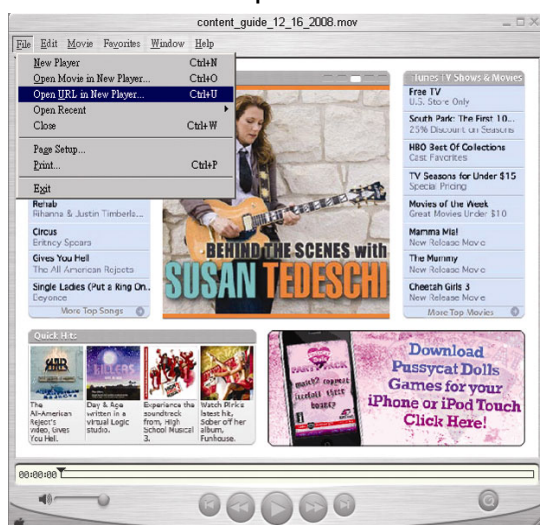 content_guide_12_16_2008.mov
File Edit Movie Favorites Window Help
New Player Ctrl+N
Open Movie in New Player... Ctrl+O
Open URL in New Player... Ctrl+U
Open Recent
Close Ctrl+W
Page Setup...
Print... Ctrl+P
Exit
Rehab
Rihanna & Justin Timberla...
Circus
Britney Spears
Gives You Hell
The All American Rejects
Single Ladies (Put a Ring On..
Beyonce
More Top Songs
BEHIND THE SCENES with
SUSAN TEDESCHI
iTunes TV Shows & Movies
Free TV
U.S. Store Only
South Park: The First 10...
25% Discount on Seasons
HBO Best Of Collections
Cast Favorites
TV Seasons for Under $15
Special Pricing
Movies of the Week
Great Movies Under $10
Mamma Mia!
New Release Movie
The Mummy
New Release Movie
Cheetah Girls 3
New Release Movie
More Top Movies
Quick Hits
The
All-American
Reject's
video, Gives
You Hell.
Day & Age
written in a
virtual Logic
studio.
Experience the
soundtrack
from, High
School Musical
3.
Watch P!nk's
latest hit,
Sober off her
album,
Funhouse.
Download
Pussycat Dolls
Games for your
iPhone or iPod Touch
Click Here!
00:00:00